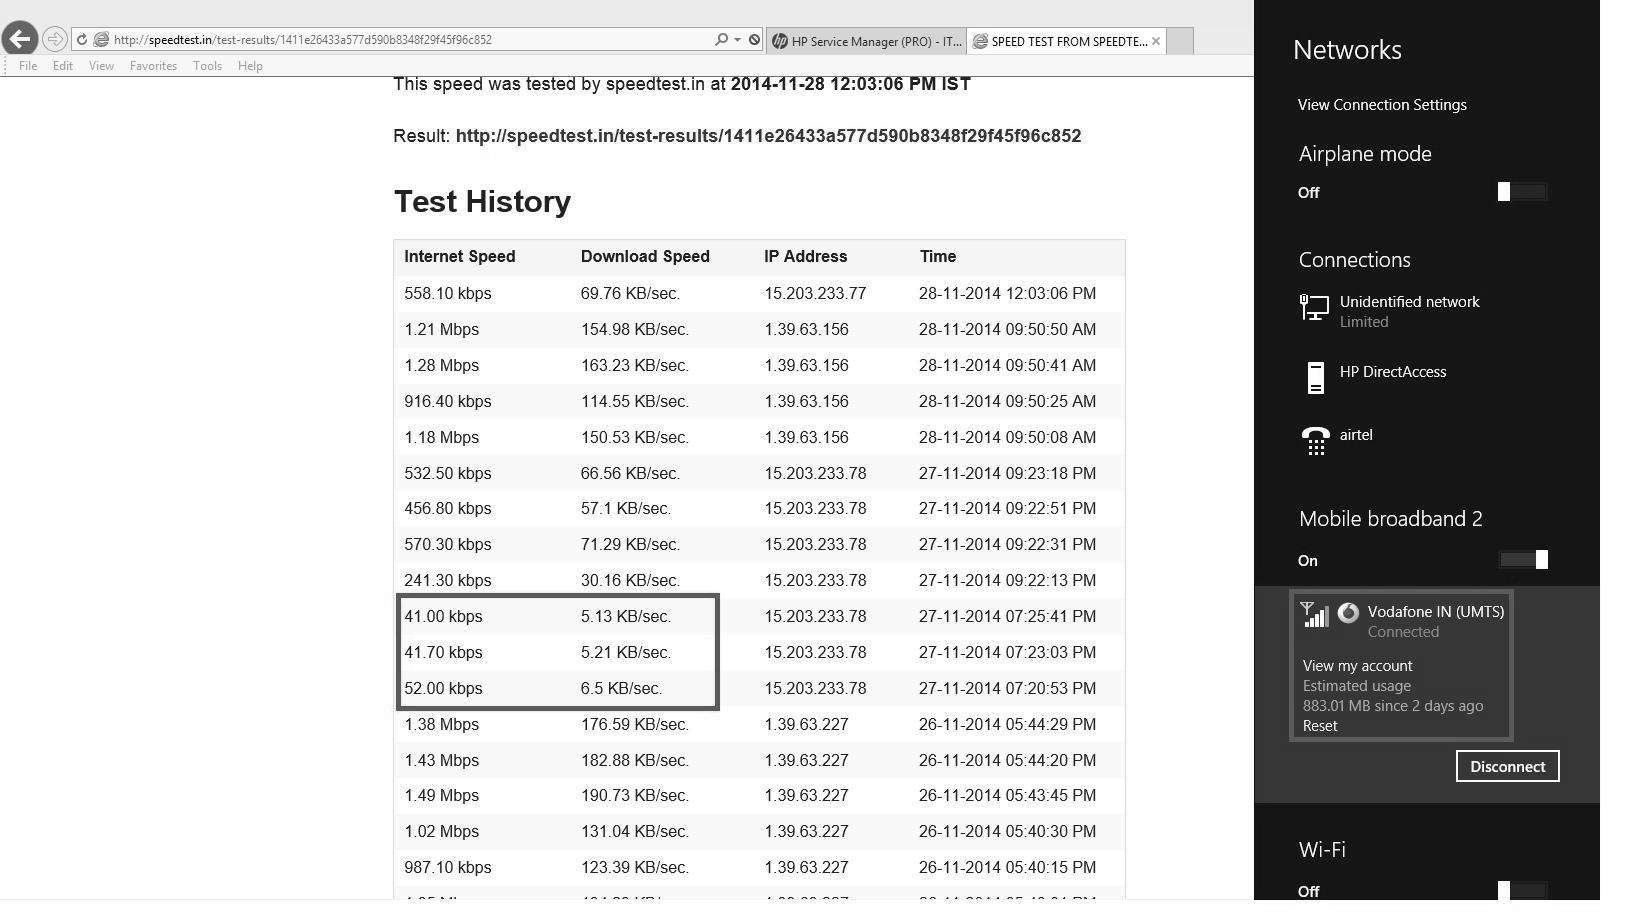 http://speedtest.in/test-results/1411e26433a577d590b8348f29f45f96c852
HP Service Manager (PRO) - IT...
SPEED TEST FROM SPEEDTE...
File Edit View Favorites Tools Help
This speed was tested by speedtest.in at 2014-11-28 12:03:06 PM IST
Result: http://speedtest.in/test-results/1411e26433a577d590b8348f29f45f96c852
Test History
Internet Speed Download Speed IP Address Time
558.10 kbps 69.76 KB/sec. 15.203.233.77 28-11-2014 12:03:06 PM
1.21 Mbps 154.98 KB/sec. 1.39.63.156 28-11-2014 09:50:50 AM
1.28 Mbps 163.23 KB/sec. 1.39.63.156 28-11-2014 09:50:41 AM
916.40 kbps 114.55 KB/sec. 1.39.63.156 28-11-2014 09:50:25 AM
1.18 Mbps 150.53 KB/sec. 1.39.63.156 28-11-2014 09:50:08 AM
532.50 kbps 66.56 KB/sec. 15.203.233.78 27-11-2014 09:23:18 PM
456.80 kbps 57.1 KB/sec. 15.203.233.78 27-11-2014 09:22:51 PM
570.30 kbps 71.29 KB/sec. 15.203.233.78 27-11-2014 09:22:31 PM
241.30 kbps 30.16 KB/sec. 15.203.233.78 27-11-2014 09:22:13 PM
41.00 kbps 5.13 KB/sec. 15.203.233.78 27-11-2014 07:25:41 PM
41.70 kbps 5.21 KB/sec. 15.203.233.78 27-11-2014 07:23:03 PM
52.00 kbps 6.5 KB/sec. 15.203.233.78 27-11-2014 07:20:53 PM
1.38 Mbps 176.59 KB/sec. 1.39.63.227 26-11-2014 05:44:29 PM
1.43 Mbps 182.88 KB/sec. 1.39.63.227 26-11-2014 05:44:20 PM
1.49 Mbps 190.73 KB/sec. 1.39.63.227 26-11-2014 05:43:45 PM
1.02 Mbps 131.04 KB/sec. 1.39.63.227 26-11-2014 05:40:30 PM
987.10 kbps 123.39 KB/sec. 1.39.63.227 26-11-2014 05:40:15 PM
Networks
View Connection Settings
Airplane mode
Off
Connections
Unidentified network
Limited
HP DirectAccess
airtel
Mobile broadband 2
On
Vodafone IN (UMTS)
Connected
View my account
Estimated usage
883.01 MB since 2 days ago
Reset
Disconnect
Wi-Fi
Off